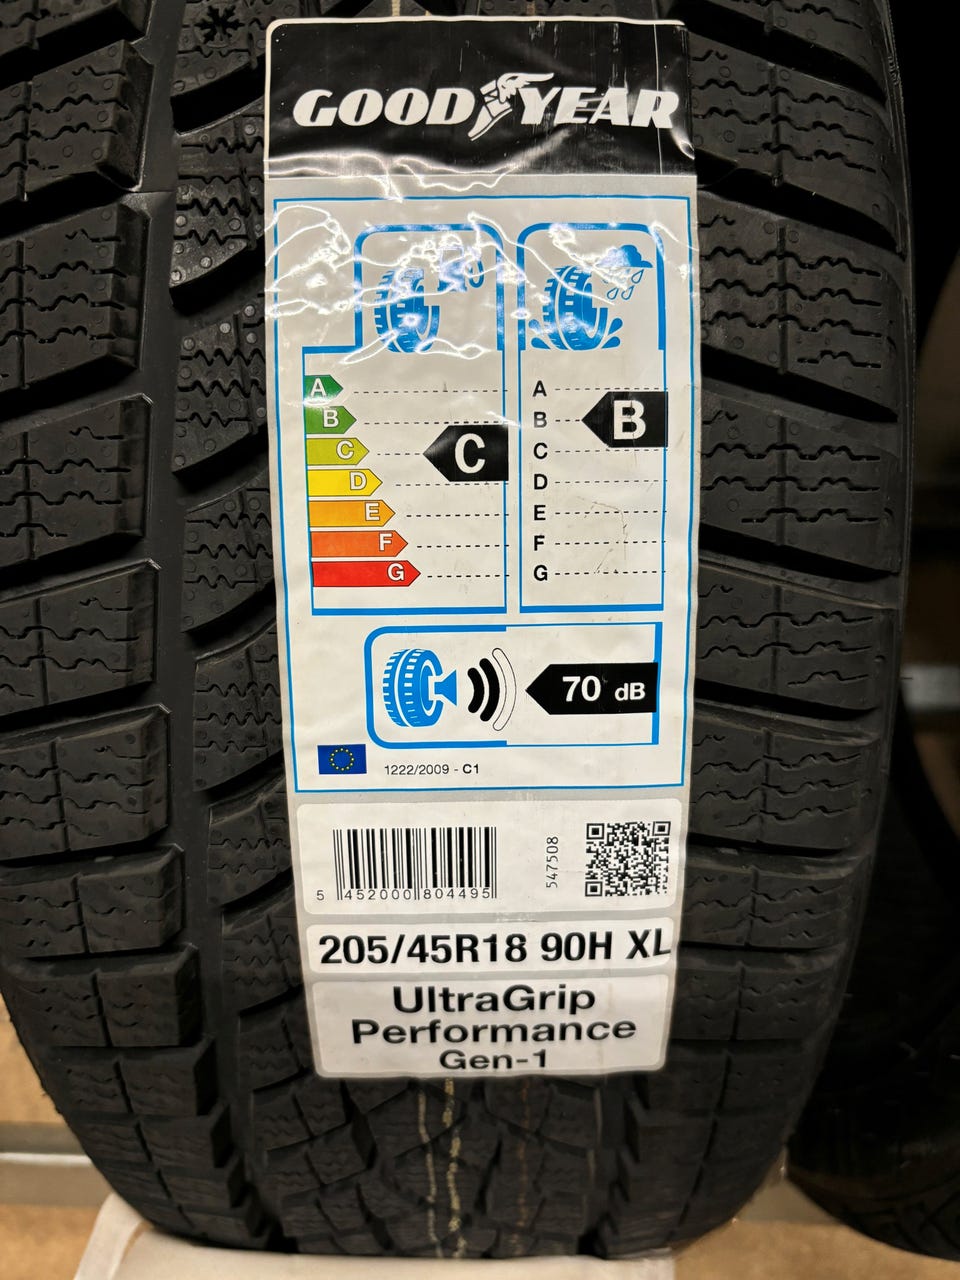 GOODYEAR
A
B
C
D
E
F
G
C
A
B
C
D
E
F
G
B
70 dB
1222/2009 - C1
5 452000 804495
547508
205/45R18 90H XL
UltraGrip
Performance
Gen-1